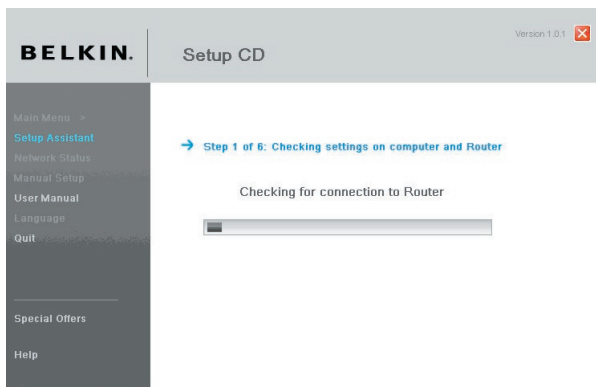 BELKIN.
Setup CD
Version 1.0.1
Main Menu >
Setup Assistant
Network Status
Manual Setup
User Manual
Language
Quit
Special Offers
Help
Step 1 of 6: Checking settings on computer and Router
Checking for connection to Router